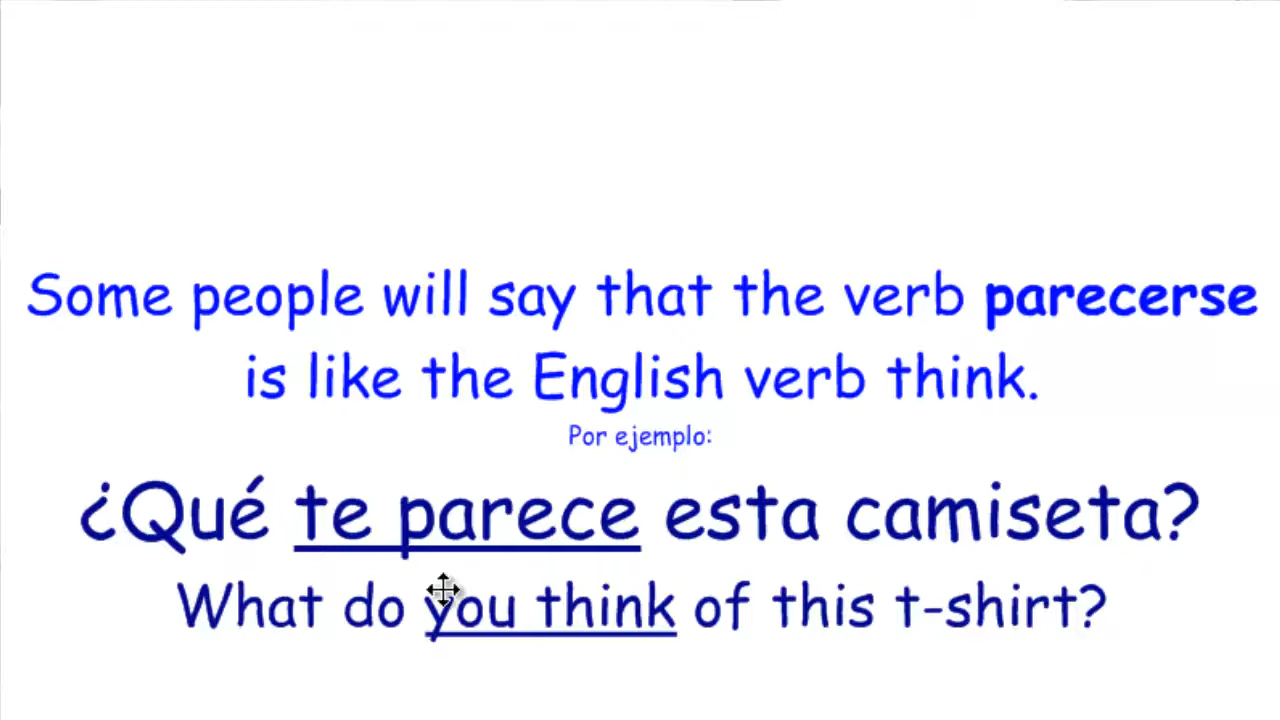 Some people will say that the verb parecerse
is like the English verb think.
Por ejemplo:
¿Qué te parece esta camiseta?
What do you think of this t-shirt?